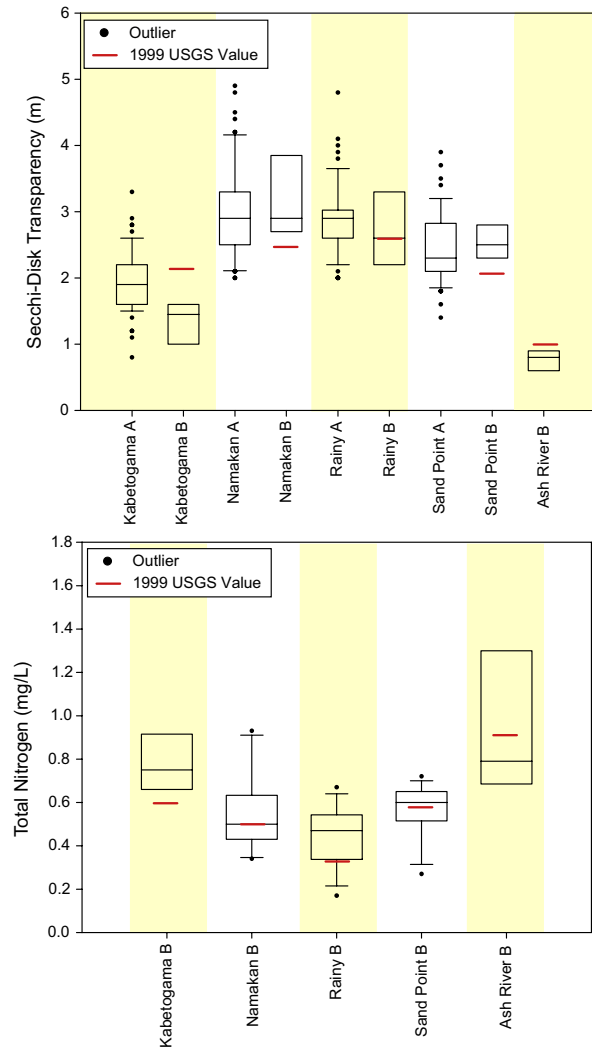 6
5
4
3
2
1
0
Secchi-Disk Transparency (m)
Outlier
1999 USGS Value
Kabetogama A
Kabetogama B
Namakan A
Namakan B
Rainy A
Rainy B
Sand Point A
Sand Point B
Ash River B
1.8
1.6
1.4
1.2
1.0
0.8
0.6
0.4
0.2
0.0
Total Nitrogen (mg/L)
Outlier
1999 USGS Value
Kabetogama B
Namakan B
Rainy B
Sand Point B
Ash River B